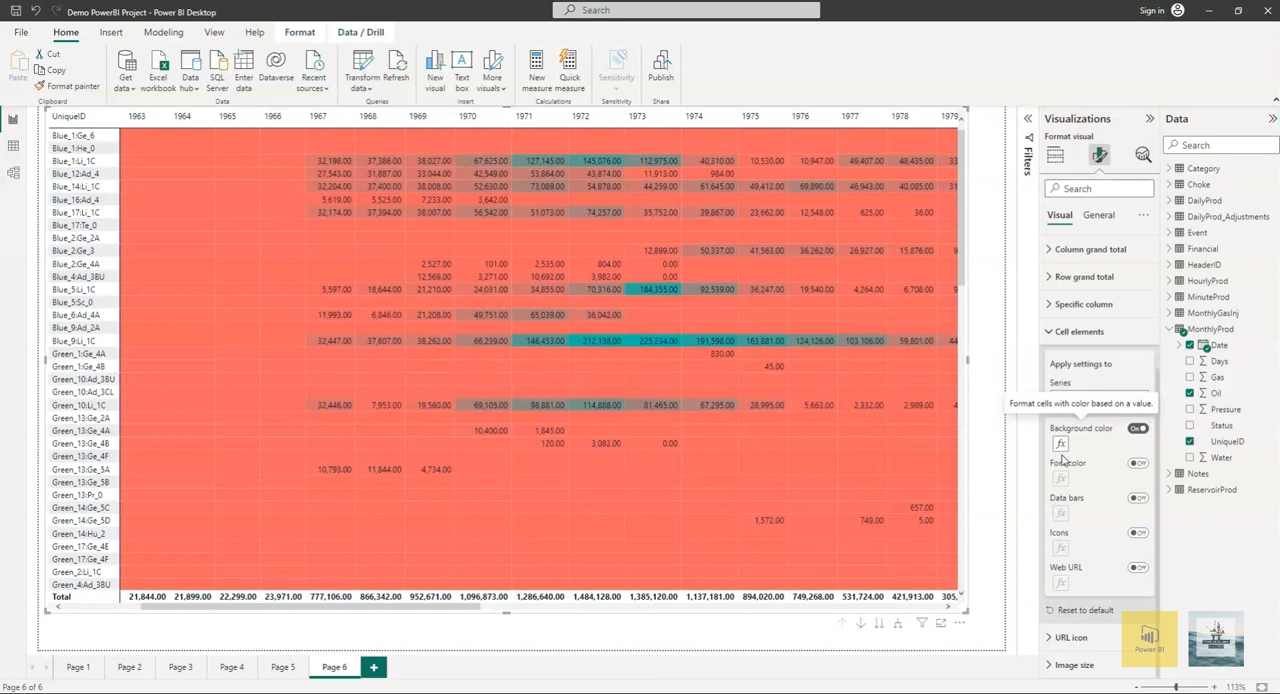 Demo PowerBI Project - Power BI Desktop
Search
Sign in
File Home Insert Modeling View Help Format Data / Drill
Paste
Cut
Copy
Format painter
Get data
Excel workbook
Data hub
SQL Server
Enter data
Dataverse
Recent sources
Transform data
Refresh
New visual
Text box
More visuals
New measure
Quick measure
Sensitivity
Publish
Clipboard Data Queries Insert Calculations Sensitivity Share
UniqueID 1963 1964 1965 1966 1967 1968 1969 1970 1971 1972 1973 1974 1975 1976 1977 1978 1979
Blue_1:Ge_6
Blue_1:He_0
Blue_1:Li_1C 32,198.00 37,386.00 38,027.00 67,625.00 127,145.00 145,076.00 112,975.00 40,310.00 10,530.00 10,947.00 49,407.00 48,435.00 33
Blue_12:Ad_4 27,543.00 31,887.00 33,044.00 42,549.00 53,864.00 43,874.00 11,913.00 984.00
Blue_14:Li_1C 32,204.00 37,400.00 38,008.00 52,630.00 73,089.00 54,878.00 44,259.00 61,645.00 49,412.00 69,890.00 46,943.00 40,085.00 31
Blue_16:Ad_4 5,619.00 5,525.00 7,233.00 3,642.00
Blue_17:Li_1C 32,174.00 37,394.00 38,007.00 56,542.00 51,073.00 74,257.00 35,752.00 39,867.00 23,662.00 12,548.00 625.00 36.00
Blue_17:Te_0
Blue_2:Ge_2A
Blue_2:Ge_3 12,899.00 50,337.00 41,563.00 36,262.00 26,927.00 15,876.00 9
Blue_2:Ge_4A 2,527.00 101.00 2,535.00 804.00 0.00
Blue_4:Ad_3BU 12,569.00 3,271.00 10,692.00 3,982.00 0.00
Blue_5:Li_1C 5,597.00 18,644.00 21,210.00 24,031.00 34,855.00 70,316.00 184,355.00 92,539.00 36,247.00 19,540.00 4,264.00 6,708.00 9
Blue_5:Sc_0
Blue_6:Ad_4A 11,993.00 6,846.00 21,208.00 49,751.00 65,039.00 36,042.00
Blue_9:Ad_2A
Blue_9:Li_1C 32,447.00 37,607.00 38,262.00 66,239.00 146,453.00 212,138.00 225,234.00 191,598.00 163,881.00 124,126.00 103,106.00 59,801.00 44
Green_1:Ge_4A 830.00
Green_1:Ge_4B 45.00
Green_10:Ad_3BU
Green_10:Ad_3CL
Green_10:Li_1C 32,446.00 7,953.00 19,560.00 69,105.00 98,881.00 114,888.00 81,465.00 67,295.00 28,995.00 5,663.00 2,332.00 2,989.00 4
Green_13:Ge_2A
Green_13:Ge_4A 10,400.00 1,845.00
Green_13:Ge_4B 120.00 3,082.00 0.00
Green_13:Ge_4F
Green_13:Ge_5A 10,793.00 11,844.00 4,734.00
Green_13:Ge_5B
Green_13:Pr_0
Green_14:Ge_5C 657.00
Green_14:Ge_5D 1,572.00 749.00 5.00
Green_14:Hu_2
Green_17:Ge_4E
Green_17:Ge_4F
Green_2:Li_1C
Green_4:Ad_3BU
Total 21,844.00 21,899.00 22,299.00 23,971.00 777,106.00 866,342.00 952,671.00 1,096,873.00 1,286,640.00 1,484,128.00 1,385,120.00 1,137,181.00 894,020.00 749,268.00 531,724.00 421,913.00 305,
Filters
Visualizations
Format visual
Search
Visual General ...
Column grand total
Row grand total
Specific column
Cell elements
Apply settings to
Series
Format cells with color based on a value.
Background color On
fx
Font color Off
fx
Data bars Off
fx
Icons Off
fx
Web URL Off
fx
Reset to default
URL icon
Image size
Data
Search
Category
Choke
DailyProd
DailyProd_Adjustments
Event
Financial
HeaderID
HourlyProd
MinuteProd
MonthlyGasInj
MonthlyProd
Date
Days
Gas
Oil
Pressure
Status
UniqueID
Water
Notes
ReservoirProd
Power BI
Page 1 Page 2 Page 3 Page 4 Page 5 Page 6 +
Page 6 of 6
- + 113%